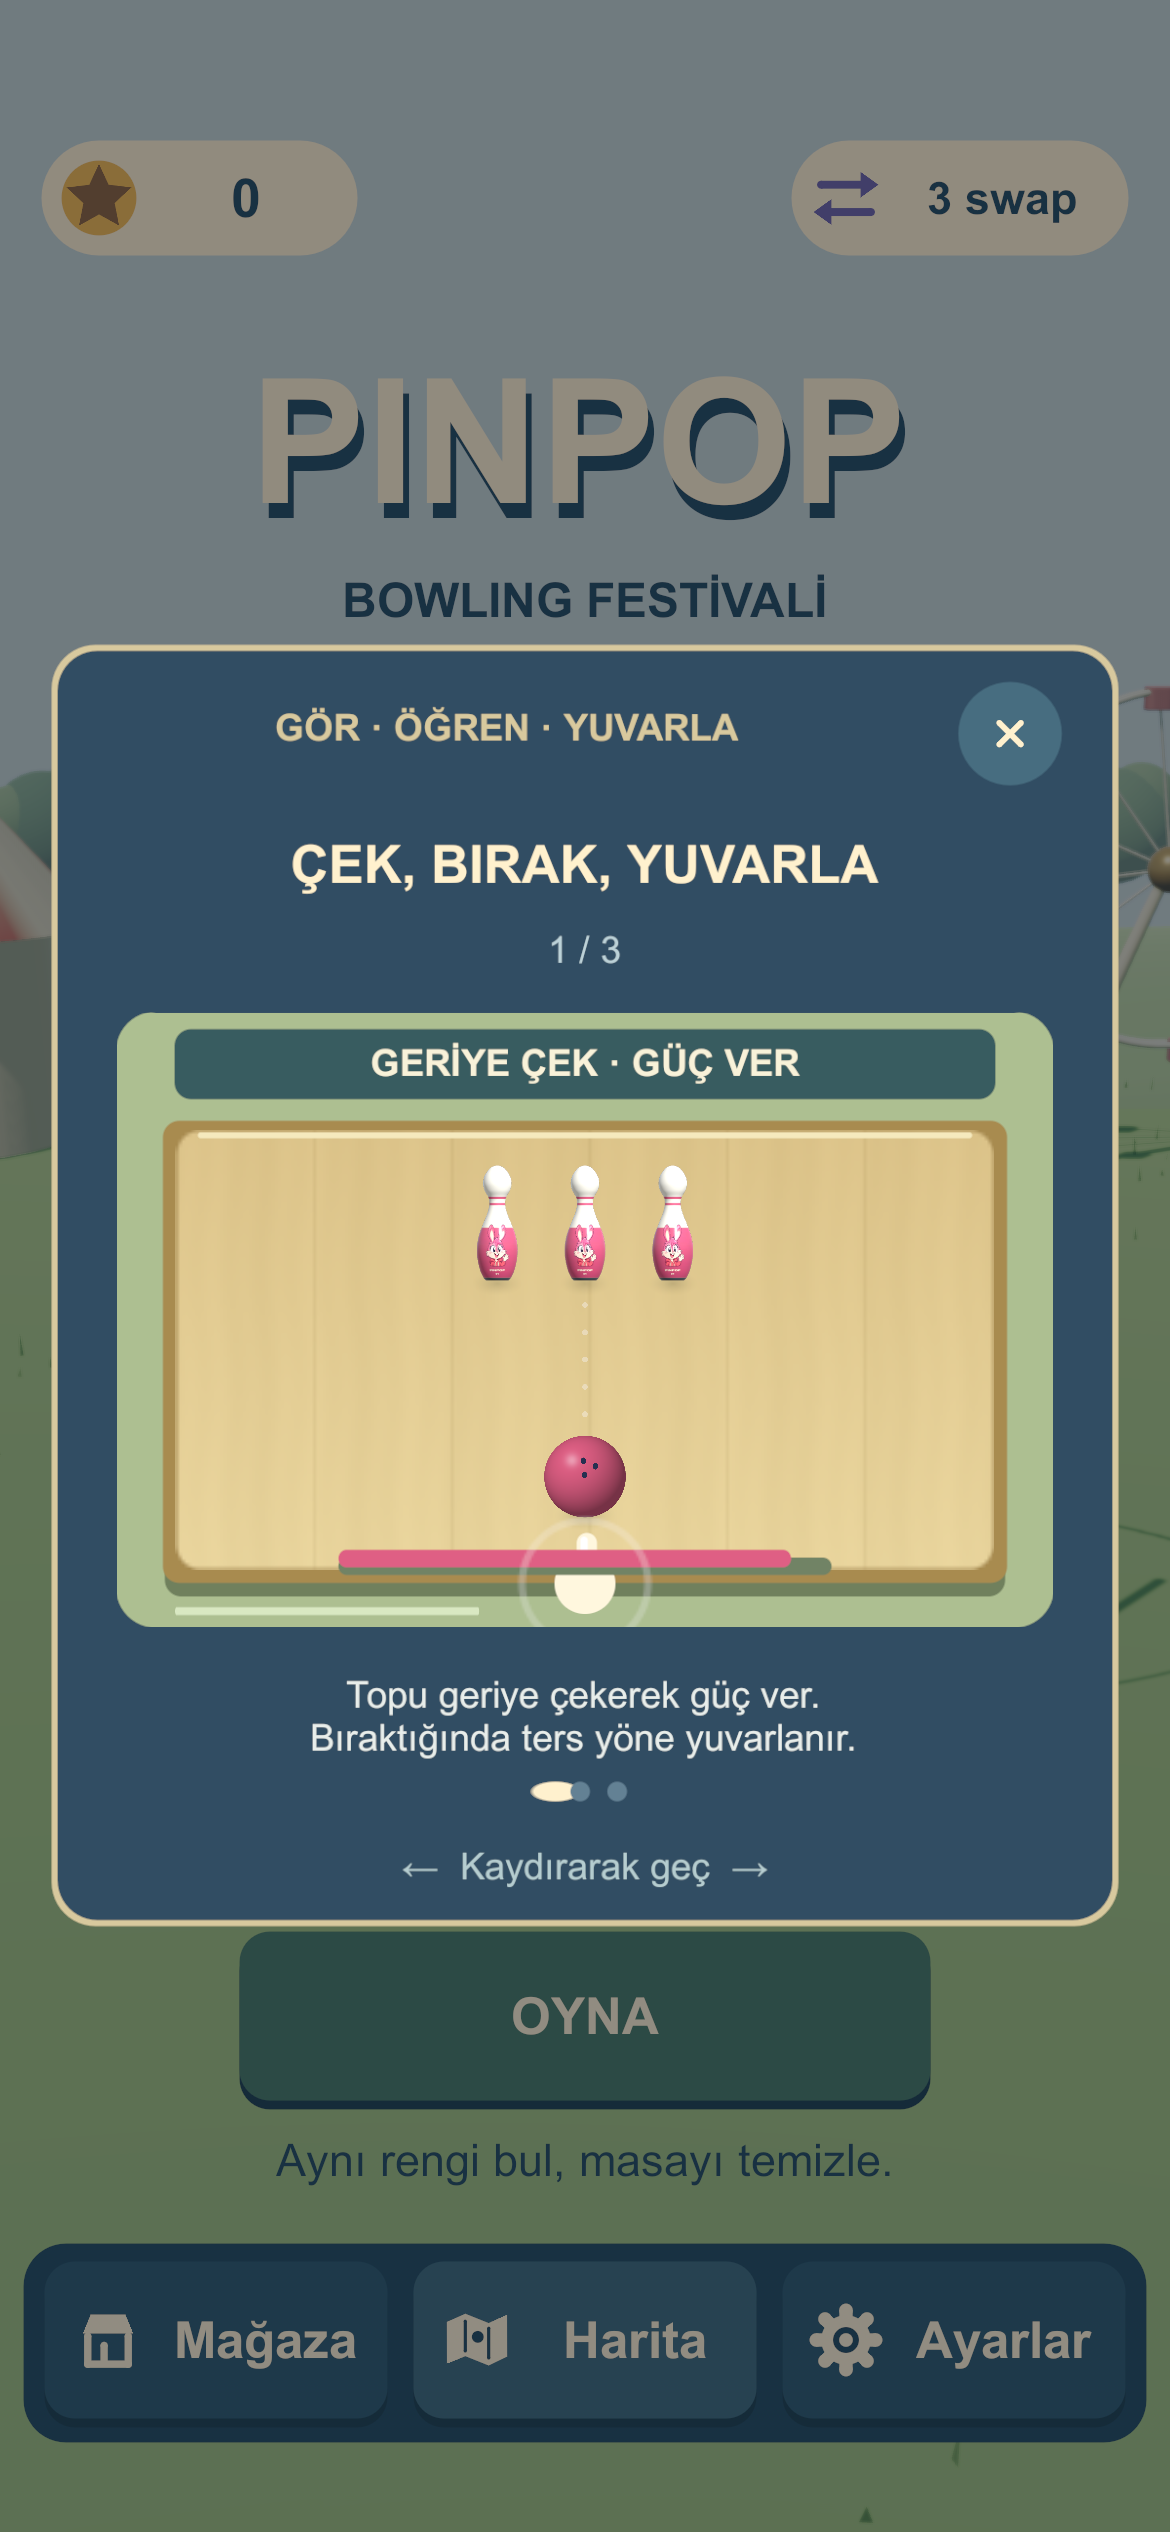 0
3 swap
PINPOP
BOWLING FESTİVALİ
GÖR · ÖĞREN · YUVARLA
ÇEK, BIRAK, YUVARLA
1 / 3
GERİYE ÇEK · GÜÇ VER
Topu geriye çekerek güç ver.
Bıraktığında ters yöne yuvarlanır.
← Kaydırarak geç →
OYNA
Aynı rengi bul, masayı temizle.
Mağaza
Harita
Ayarlar